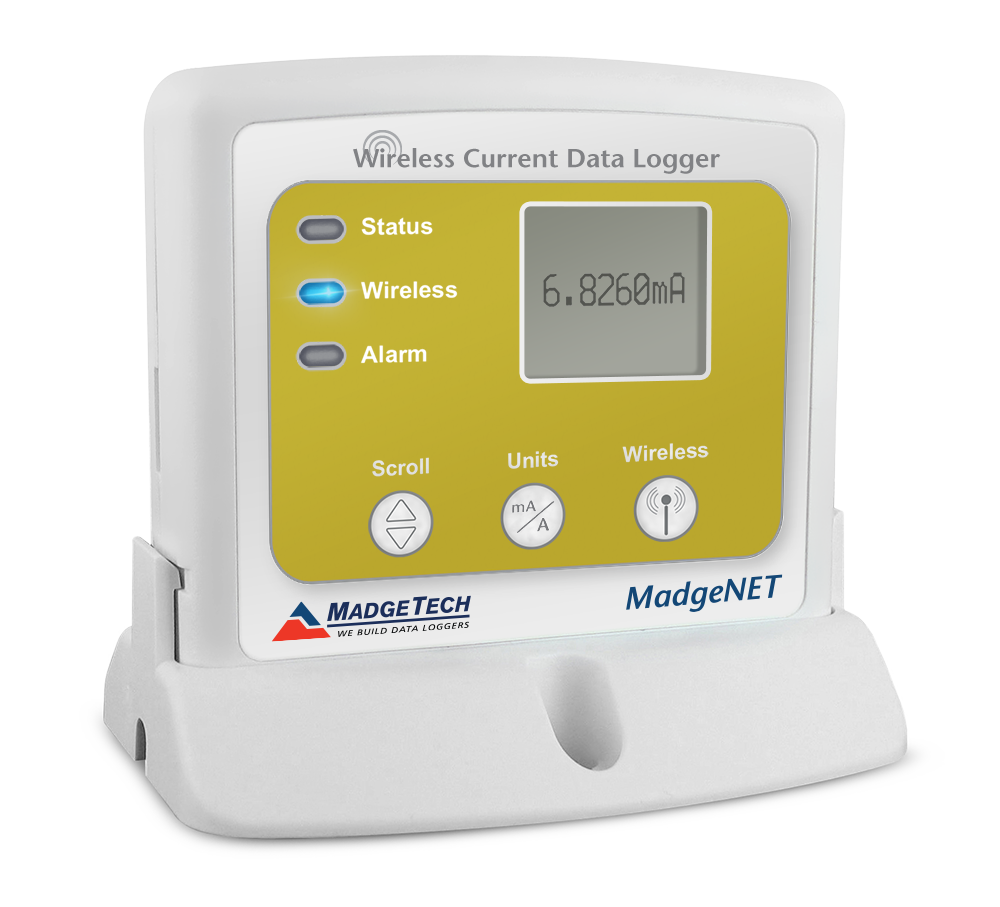 Wireless Current Data Logger
Status
Wireless
Alarm
6.8260mA
Scroll
Units
Wireless
mA/A
MADGETECH
WE BUILD DATA LOGGERS
MadgeNET